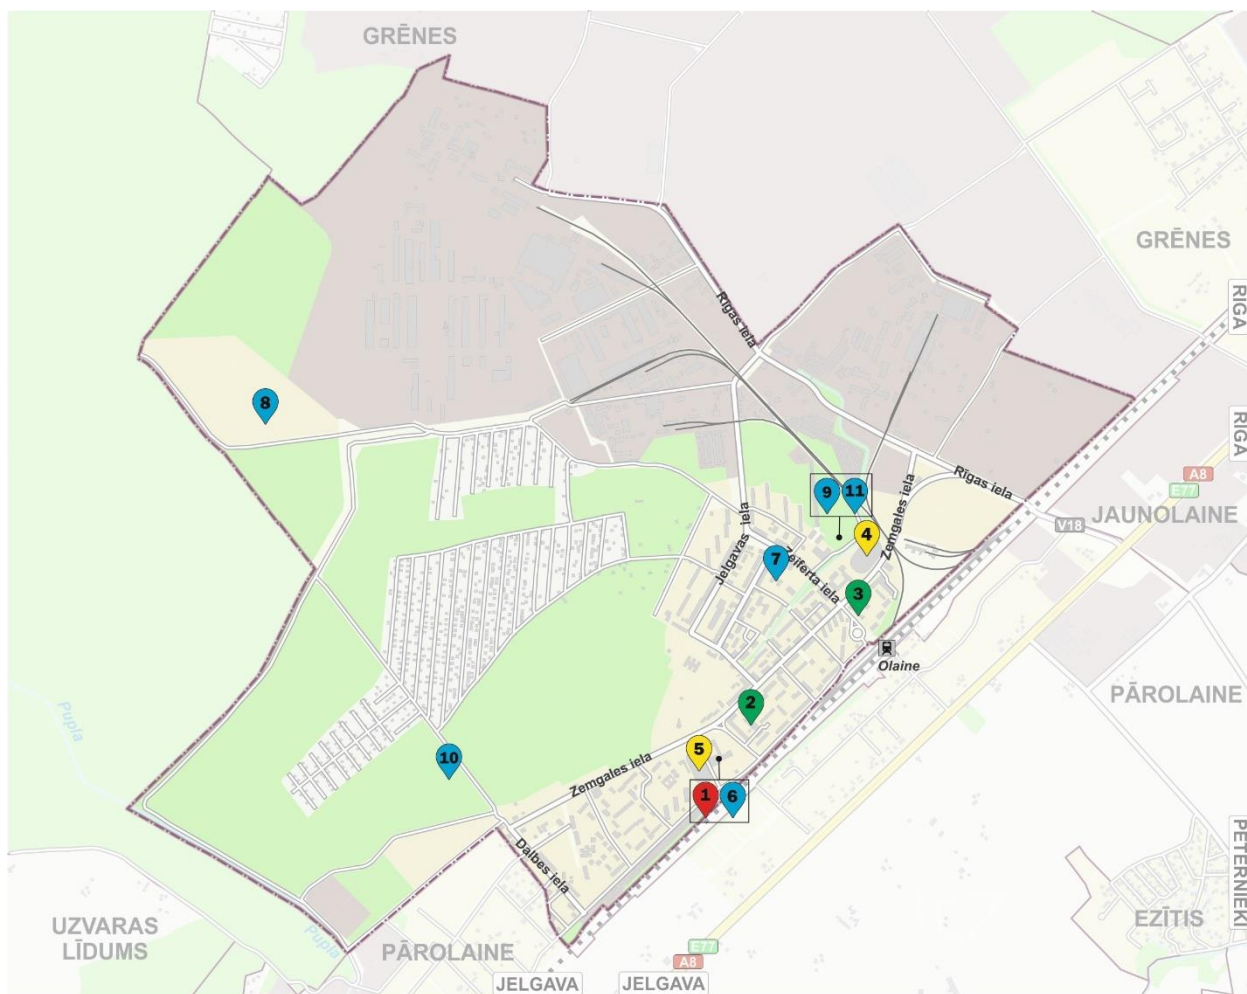 GRĒNES
GRĒNES
RIGA
RIGA
Rīgas iela
8
A8
E77
9
11
Rīgas iela
Zemgales iela
JAUNOLAINE
V18
4
Jelgavas iela
7
Zeiferta iela
3
Olaine
PĀROLAINE
Pupla
2
5
10
Zemgales iela
1
6
Dalbes iela
PĒTERNIEKI
EZĪTIS
UZVARAS
LĪDUMS
Pupla
PĀROLAINE
E77
A8
JELGAVA
JELGAVA